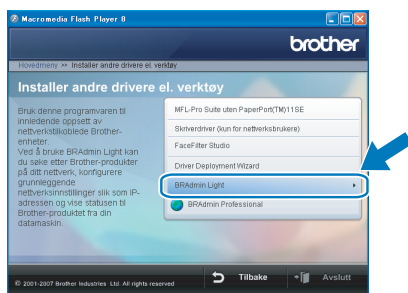 Macromedia Flash Player 8
brother
Hovedmeny >> Installer andre drivere el. verktøy
Installer andre drivere el. verktøy
Bruk denne programvaren til
innledende oppsett av
nettverkstilkoblede Brother-
enheter.
Ved å bruke BRAdmin Light kan
du søke etter Brother-produkter
på ditt nettverk, konfigurere
grunnleggende
nettverksinnstillinger slik som IP-
adressen og vise statusen til
Brother-produktet fra din
datamaskin.
MFL-Pro Suite uten PaperPort(TM)11SE
Skriverdriver (kun for nettverksbrukere)
FaceFilter Studio
Driver Deployment Wizard
BRAdmin Light
BRAdmin Professional
© 2001-2007 Brother Industries Ltd. All rights reserved
Tilbake
Avslutt